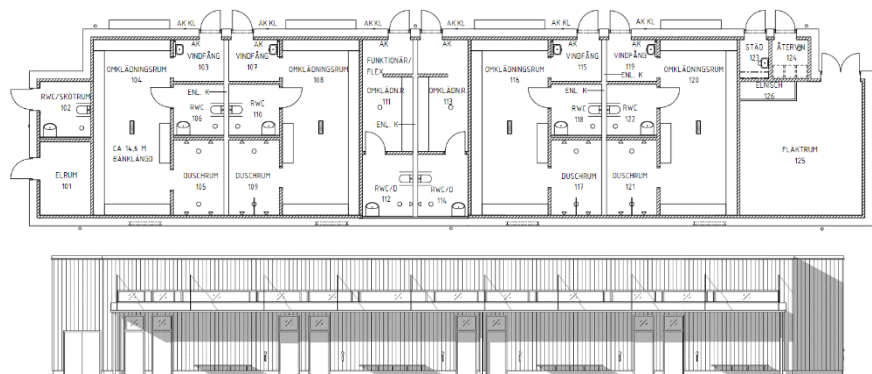 AK KL
AK KL
AK KL
AK KL
AK KL
AK KL
AK
VINDFÅNG
103
AK
VINDFÅNG
107
AK
FUNKTIONÄR/
FLEX
AK
AK
VINDFÅNG
115
AK
VINDFÅNG
119
STÄD
123
ÅTERVIN
124
OMKLÄDNINGSRUM
104
OMKLÄDNINGSRUM
108
OMKLÄDNINGSRUM
116
OMKLÄDNINGSRUM
120
ENL. K
ENL. K
ELNISCH
126
RWC/SKÖTRUM
102
RWC
106
RWC
110
OMKLÄDN.R.
111
OMKLÄDN.R.
113
RWC
118
RWC
122
ENL. K
ENL. K
CA 14,6 M
BÄNKLÄNGD
FLÄKTRUM
125
ELRUM
101
DUSCHRUM
105
DUSCHRUM
109
RWC/D
112
RWC/D
114
DUSCHRUM
117
DUSCHRUM
121